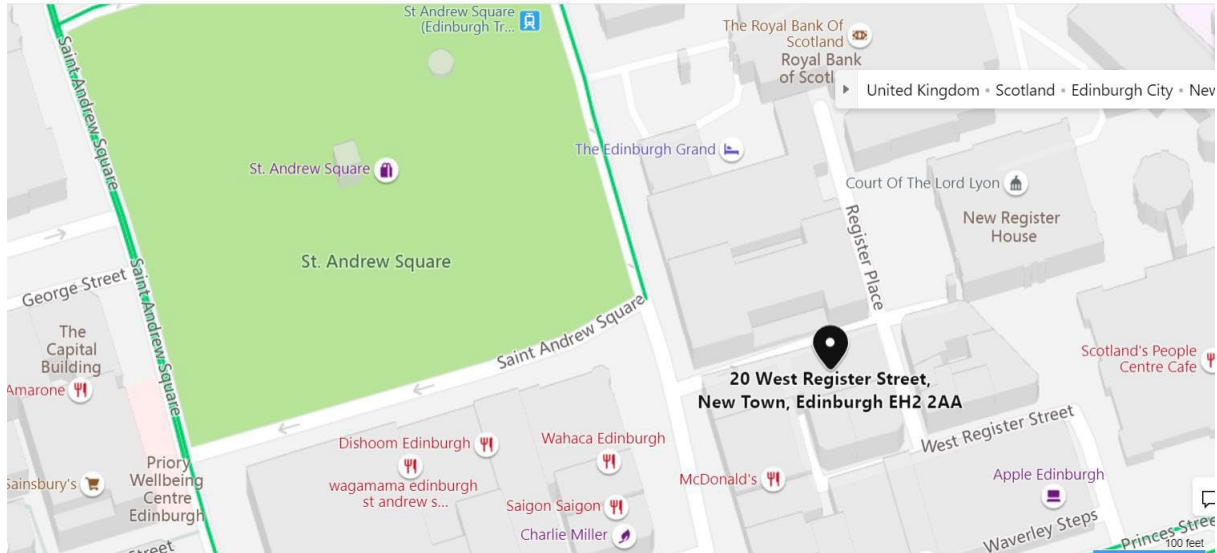 St Andrew Square
(Edinburgh Tr...
The Royal Bank Of
Scotland
Royal Bank
of Scotl
United Kingdom • Scotland • Edinburgh City • New
Saint Andrew Square
St. Andrew Square
The Edinburgh Grand
Court Of The Lord Lyon
New Register
House
Register Place
St. Andrew Square
George Street
Saint Andrew Square
Saint Andrew Square
The
Capital
Building
Amarone
20 West Register Street,
New Town, Edinburgh EH2 2AA
Scotland's People
Centre Cafe
West Register Street
Dishoom Edinburgh
wagamama edinburgh
st andrew s...
Wahaca Edinburgh
McDonald's
Apple Edinburgh
Sainsbury's
Priory
Wellbeing
Centre
Edinburgh
Saigon Saigon
Charlie Miller
Waverley Steps
Princes Street
Street
100 feet